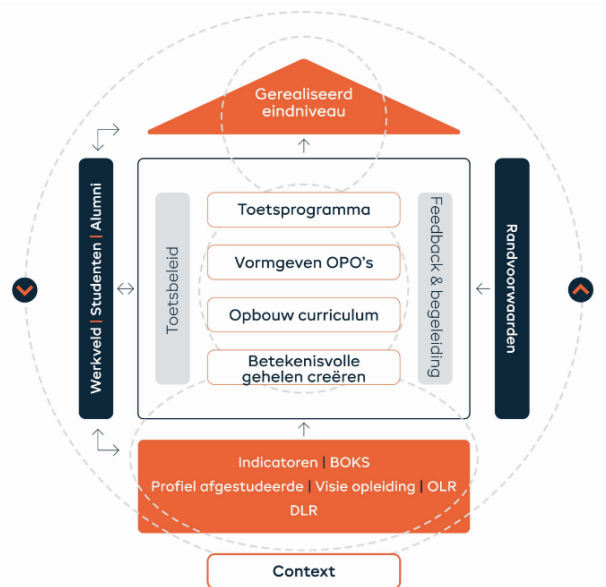 Gerealiseerd
eindniveau
Werkveld | Studenten | Alumni
Toetsbeleid
Toetsprogramma
Vormgeven OPO's
Opbouw curriculum
Betekenisvolle
gehelen creëren
Feedback & begeleiding
Randvoorwaarden
Indicatoren | BOKS
Profiel afgestudeerde | Visie opleiding | OLR
DLR
Context